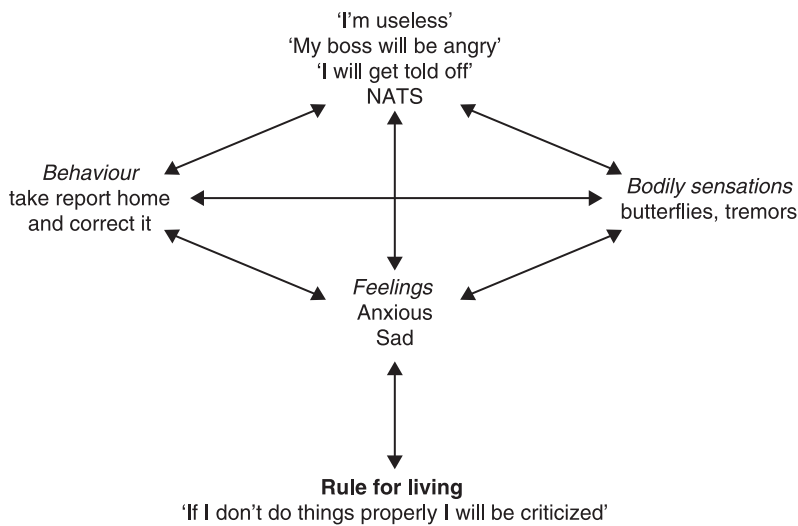 ‘I’m useless’
‘My boss will be angry’
‘I will get told off’
NATS
Behaviour
take report home
and correct it
Bodily sensations
butterflies, tremors
Feelings
Anxious
Sad
Rule for living
‘If I don’t do things properly I will be criticized’